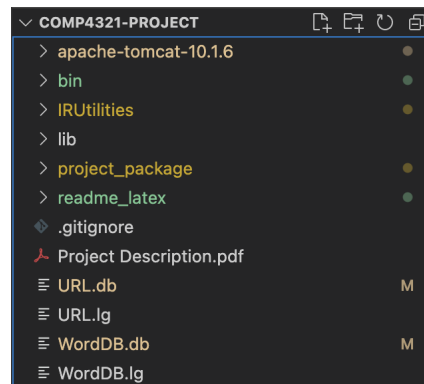 COMP4321-PROJECT
apache-tomcat-10.1.6
bin
IRUtilities
lib
project_package
readme_latex
.gitignore
Project Description.pdf
URL.db M
URL.lg
WordDB.db M
WordDB.lg